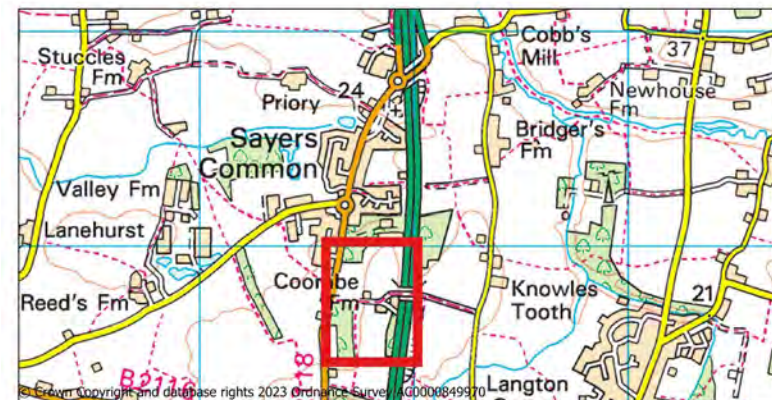 Stuccles
Fm
Priory
24
Cobb's
Mill
37
Newhouse
Fm
Sayers
Common
Bridger's
Fm
Valley Fm
Lanehurst
Coombe
Fm
Reed's Fm
Knowles
Tooth
21
B2116
Langton
© Crown Copyright and database rights 2023 Ordnance Survey AC0000849970